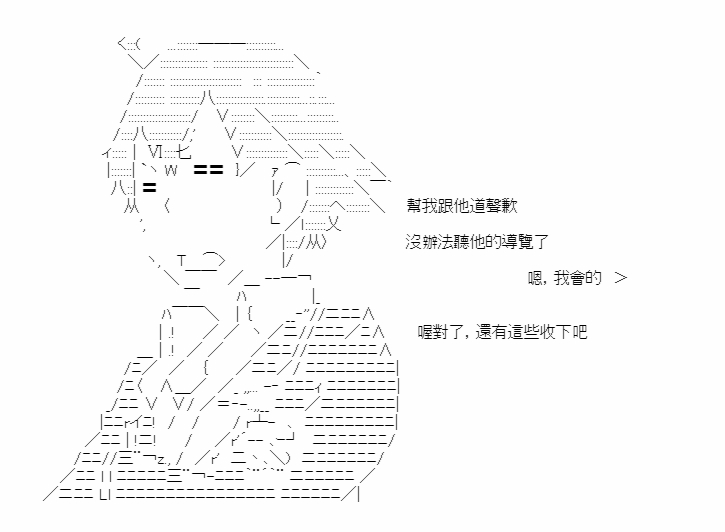 幫我跟他道聲歉
沒辦法聽他的導覽了
嗯，我會的　＞
喔對了，還有這些收下吧